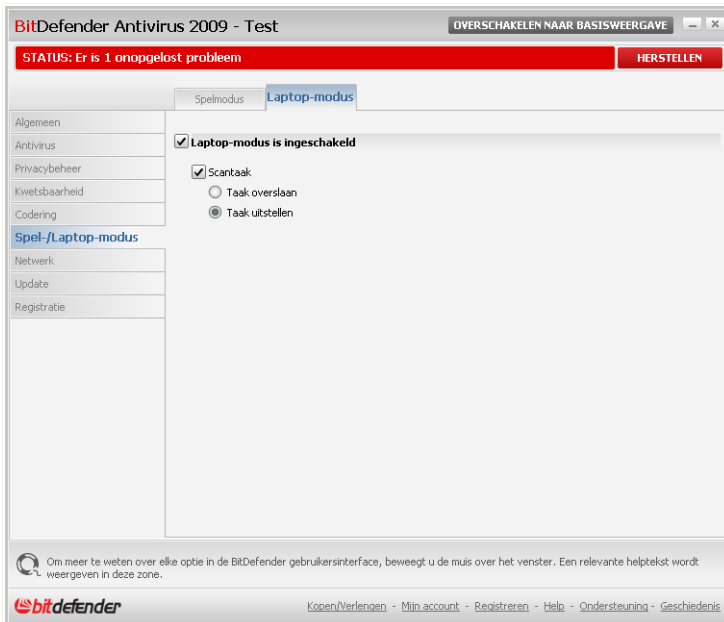 BitDefender Antivirus 2009 - Test
OVERSCHAKELEN NAAR BASISWEERGAVE
STATUS: Er is 1 onopgelost probleem
HERSTELLEN
Spelmodus
Laptop-modus
Algemeen
Antivirus
Privacybeheer
Kwetsbaarheid
Codering
Spel-/Laptop-modus
Netwerk
Update
Registratie
Laptop-modus is ingeschakeld
Scantaak
Taak overslaan
Taak uitstellen
Om meer te weten over elke optie in de BitDefender gebruikersinterface, beweegt u de muis over het venster. Een relevante helptekst wordt
weergeven in deze zone.
bitdefender
Kopen/Verlengen - Mijn account - Registreren - Help - Ondersteuning - Geschiedenis